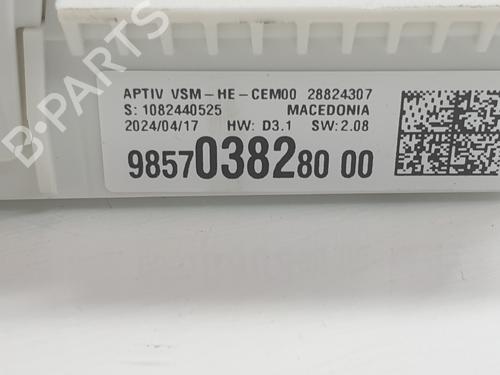 APTIV VSM-HE-CEM00 28824307
S: 1082440525 MACEDONIA
2024/04/17 HW: D3.1 SW: 2.08
9857038280 00
B-PARTS